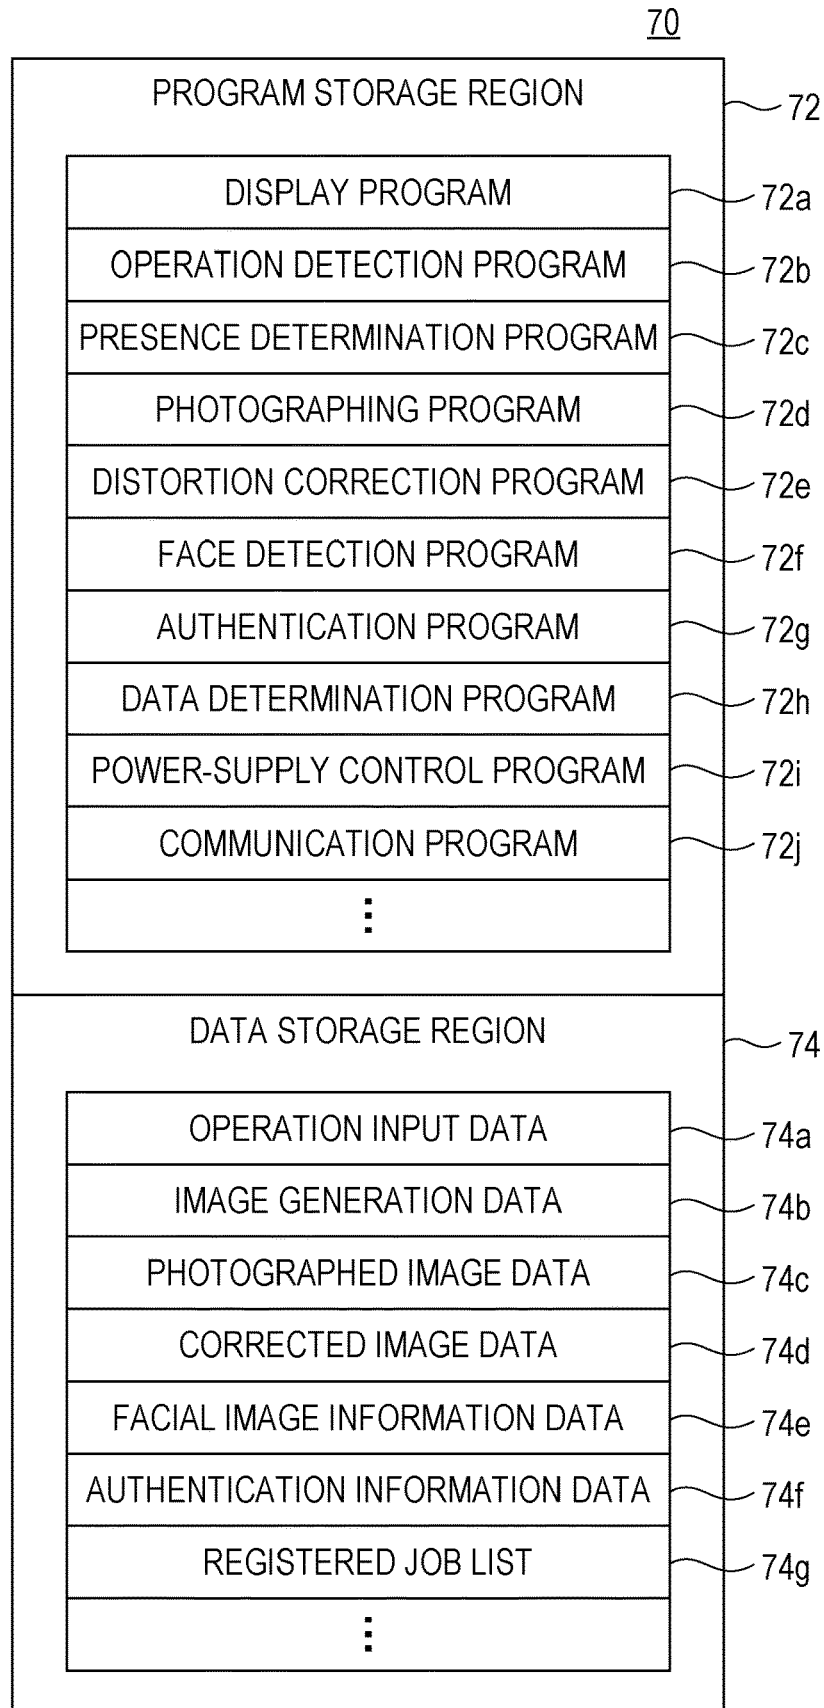 70
PROGRAM STORAGE REGION
72
DISPLAY PROGRAM
72a
OPERATION DETECTION PROGRAM
72b
PRESENCE DETERMINATION PROGRAM
72c
PHOTOGRAPHING PROGRAM
72d
DISTORTION CORRECTION PROGRAM
72e
FACE DETECTION PROGRAM
72f
AUTHENTICATION PROGRAM
72g
DATA DETERMINATION PROGRAM
72h
POWER-SUPPLY CONTROL PROGRAM
72i
COMMUNICATION PROGRAM
72j
⋮
DATA STORAGE REGION
74
OPERATION INPUT DATA
74a
IMAGE GENERATION DATA
74b
PHOTOGRAPHED IMAGE DATA
74c
CORRECTED IMAGE DATA
74d
FACIAL IMAGE INFORMATION DATA
74e
AUTHENTICATION INFORMATION DATA
74f
REGISTERED JOB LIST
74g
⋮